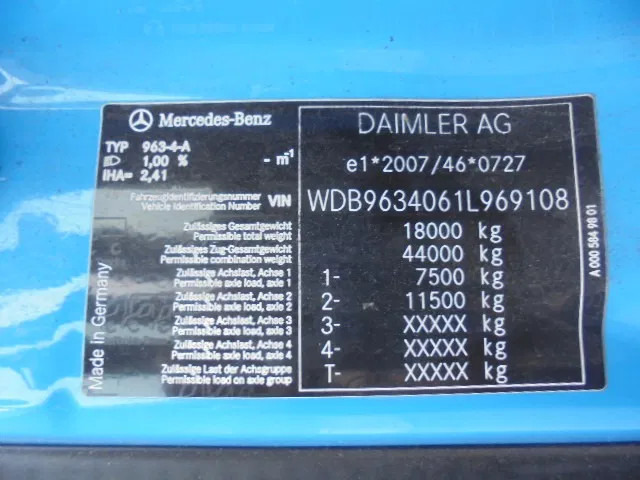 Mercedes-Benz
DAIMLER AG
TYP 963-4-A
1,00 % - m¹
IHA= 2,41
e1*2007/46*0727
Fahrzeugidentifizierungsnummer
Vehicle Identification Number VIN WDB9634061L969108
Zulässiges Gesamtgewicht
Permissible total weight 18000 kg
Zulässiges Zug-Gesamtgewicht
Permissible combination weight 44000 kg
Zulässige Achslast, Achse 1
Permissible axle load, axle 1 1- 7500 kg
Zulässige Achslast, Achse 2
Permissible axle load, axle 2 2- 11500 kg
Zulässige Achslast, Achse 3
Permissible axle load, axle 3 3- XXXXX kg
Zulässige Achslast, Achse 4
Permissible axle load, axle 4 4- XXXXX kg
Zulässige Last der Achsgruppe
Permissible load on axle group T- XXXXX kg
Made in Germany
A 000 584 98 01